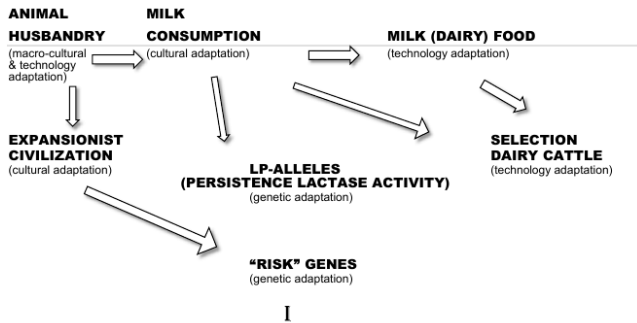 ANIMAL
HUSBANDRY
(macro-cultural
& technology
adaptation)
MILK
CONSUMPTION
(cultural adaptation)
MILK (DAIRY) FOOD
(technology adaptation)
EXPANSIONIST
CIVILIZATION
(cultural adaptation)
LP-ALLELES
(PERSISTENCE LACTASE ACTIVITY)
(genetic adaptation)
SELECTION
DAIRY CATTLE
(technology adaptation)
“RISK” GENES
(genetic adaptation)
I